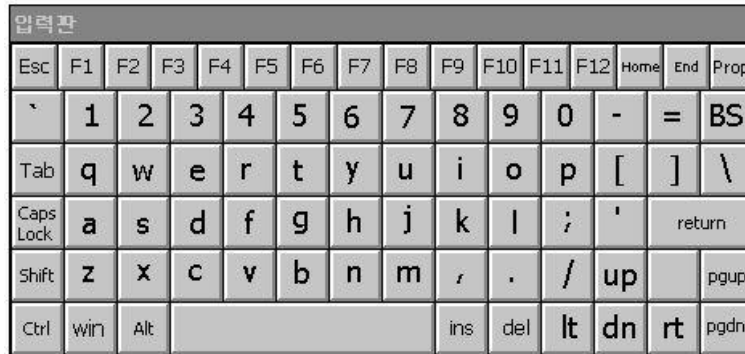 입력판
Esc F1 F2 F3 F4 F5 F6 F7 F8 F9 F10 F11 F12 Home End Prop
` 1 2 3 4 5 6 7 8 9 0 - = BS
Tab q w e r t y u i o p [ ] \
Caps Lock a s d f g h j k l ; ' return
Shift z x c v b n m , . / up pgup
Ctrl win Alt ins del lt dn rt pgdn